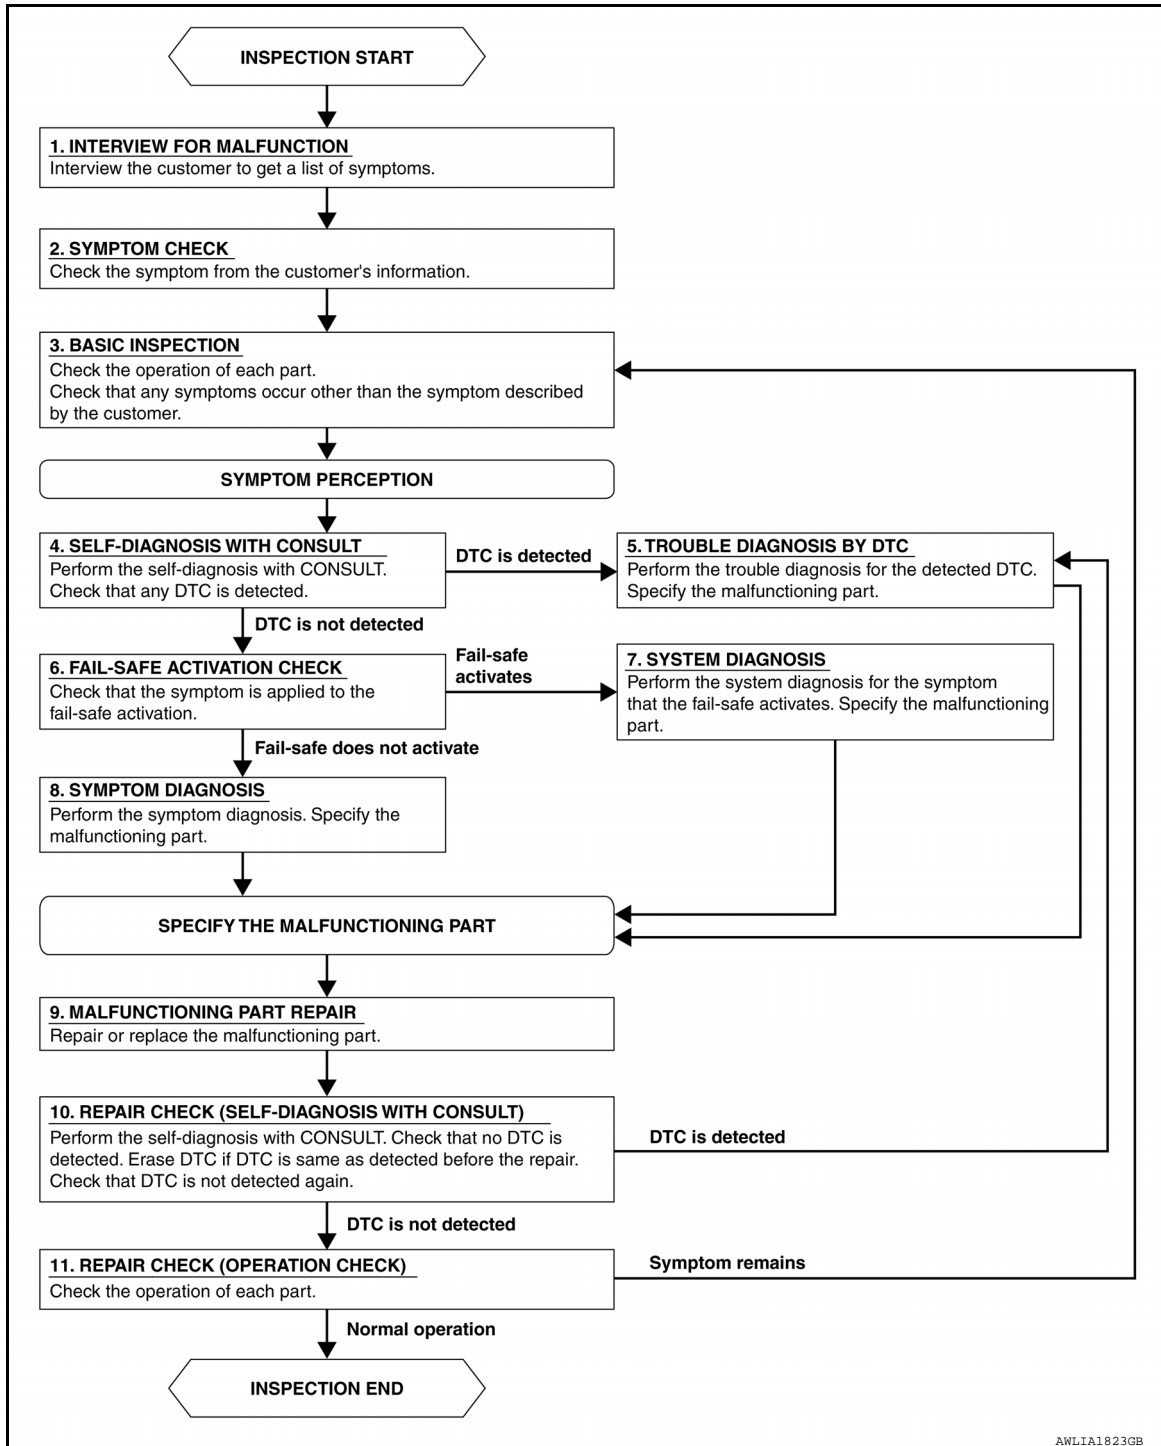 INSPECTION START
1. INTERVIEW FOR MALFUNCTION
Interview the customer to get a list of symptoms.
2. SYMPTOM CHECK
Check the symptom from the customer's information.
3. BASIC INSPECTION
Check the operation of each part.
Check that any symptoms occur other than the symptom described
by the customer.
SYMPTOM PERCEPTION
4. SELF-DIAGNOSIS WITH CONSULT
Perform the self-diagnosis with CONSULT.
Check that any DTC is detected.
DTC is detected
5. TROUBLE DIAGNOSIS BY DTC
Perform the trouble diagnosis for the detected DTC.
Specify the malfunctioning part.
DTC is not detected
6. FAIL-SAFE ACTIVATION CHECK
Check that the symptom is applied to the
fail-safe activation.
Fail-safe
activates
7. SYSTEM DIAGNOSIS
Perform the system diagnosis for the symptom
that the fail-safe activates. Specify the malfunctioning
part.
Fail-safe does not activate
8. SYMPTOM DIAGNOSIS
Perform the symptom diagnosis. Specify the
malfunctioning part.
SPECIFY THE MALFUNCTIONING PART
9. MALFUNCTIONING PART REPAIR
Repair or replace the malfunctioning part.
10. REPAIR CHECK (SELF-DIAGNOSIS WITH CONSULT)
Perform the self-diagnosis with CONSULT. Check that no DTC is
detected. Erase DTC if DTC is same as detected before the repair.
Check that DTC is not detected again.
DTC is detected
DTC is not detected
11. REPAIR CHECK (OPERATION CHECK)
Check the operation of each part.
Symptom remains
Normal operation
INSPECTION END
AWLIA1823GB